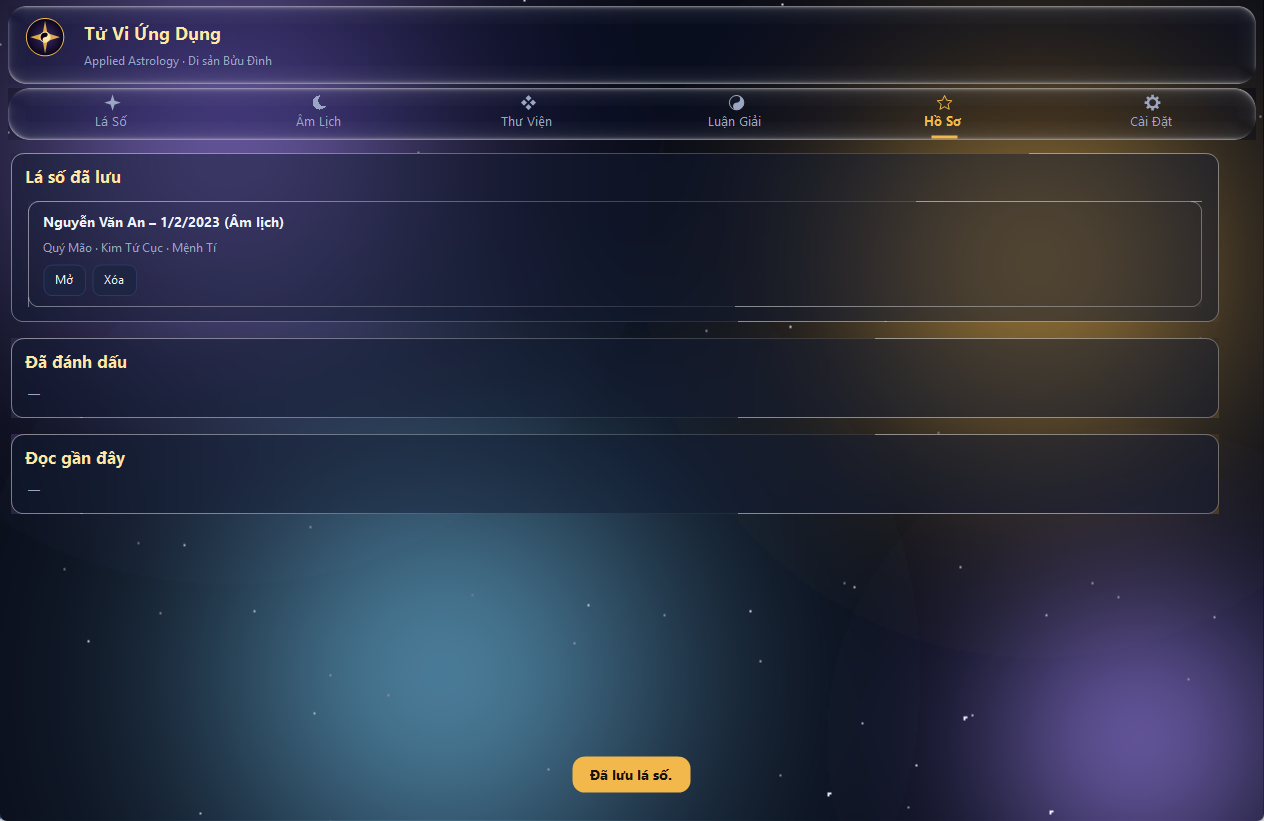 Tử Vi Ứng Dụng
Applied Astrology · Di sản Bửu Đình
Lá Số
Âm Lịch
Thư Viện
Luận Giải
Hồ Sơ
Cài Đặt
Lá số đã lưu
Nguyễn Văn An – 1/2/2023 (Âm lịch)
Quý Mão · Kim Tứ Cục · Mệnh Tí
Mở
Xóa
Đã đánh dấu
—
Đọc gần đây
—
Đã lưu lá số.